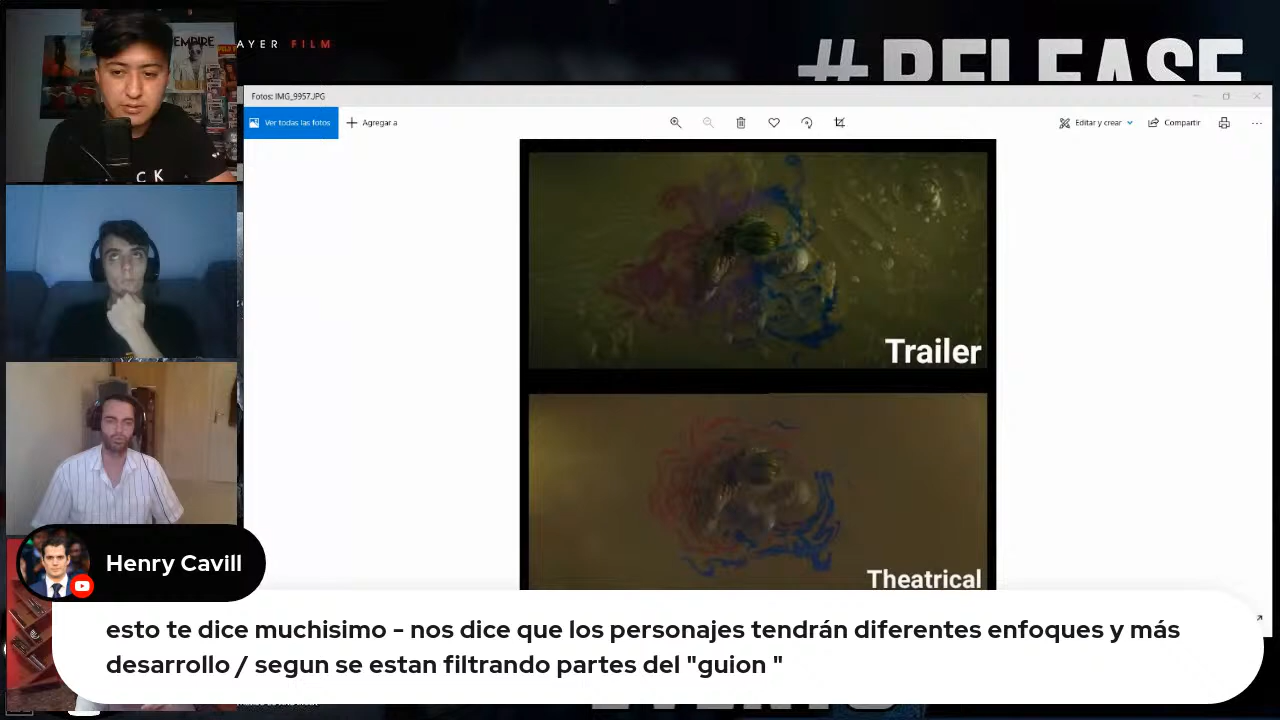 EMPIRE
AYER FILM
#RELEASE
Fotos: IMG_9957.JPG
Ver todas las fotos
Agregar a
Editar y crear
Compartir
C K
Trailer
Theatrical
Henry Cavill
esto te dice muchisimo - nos dice que los personajes tendrán diferentes enfoques y más
desarrollo / segun se estan filtrando partes del "guion "